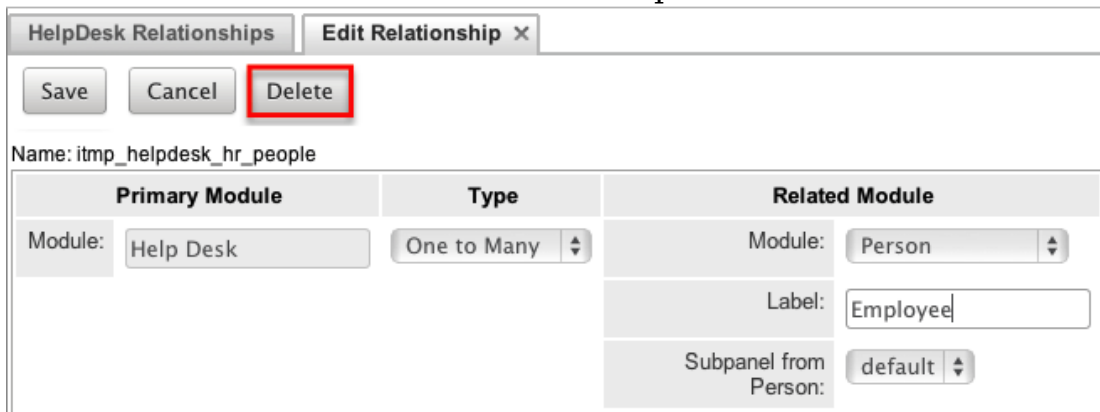 HelpDesk Relationships Edit Relationship ×
Save Cancel Delete
Name: itmp_helpdesk_hr_people
Primary Module Type Related Module
Module: Help Desk One to Many Module: Person
Label: Employee
Subpanel from Person: default